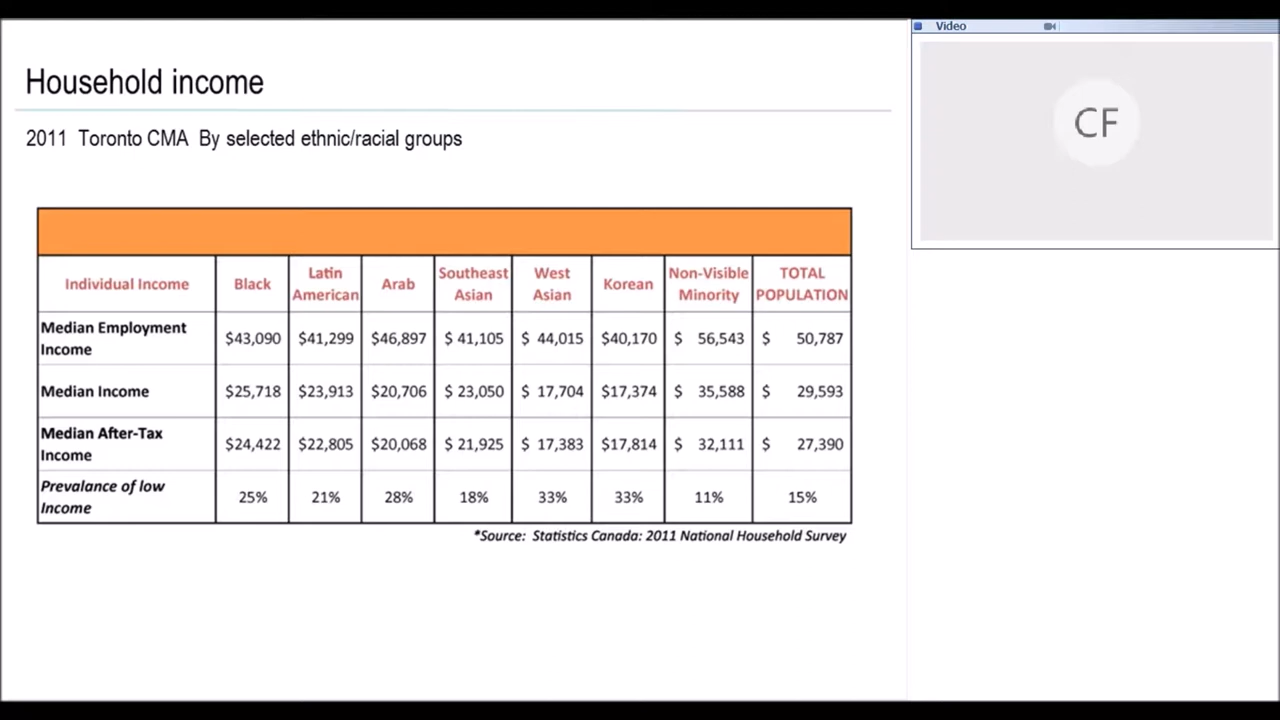 Video
Household income
CF
2011 Toronto CMA By selected ethnic/racial groups
Individual Income Black Latin American Arab Southeast Asian West Asian Korean Non-Visible Minority TOTAL POPULATION
Median Employment Income $43,090 $41,299 $46,897 $ 41,105 $ 44,015 $40,170 $ 56,543 $ 50,787
Median Income $25,718 $23,913 $20,706 $ 23,050 $ 17,704 $17,374 $ 35,588 $ 29,593
Median After-Tax Income $24,422 $22,805 $20,068 $ 21,925 $ 17,383 $17,814 $ 32,111 $ 27,390
Prevalance of low Income 25% 21% 28% 18% 33% 33% 11% 15%
*Source: Statistics Canada: 2011 National Household Survey